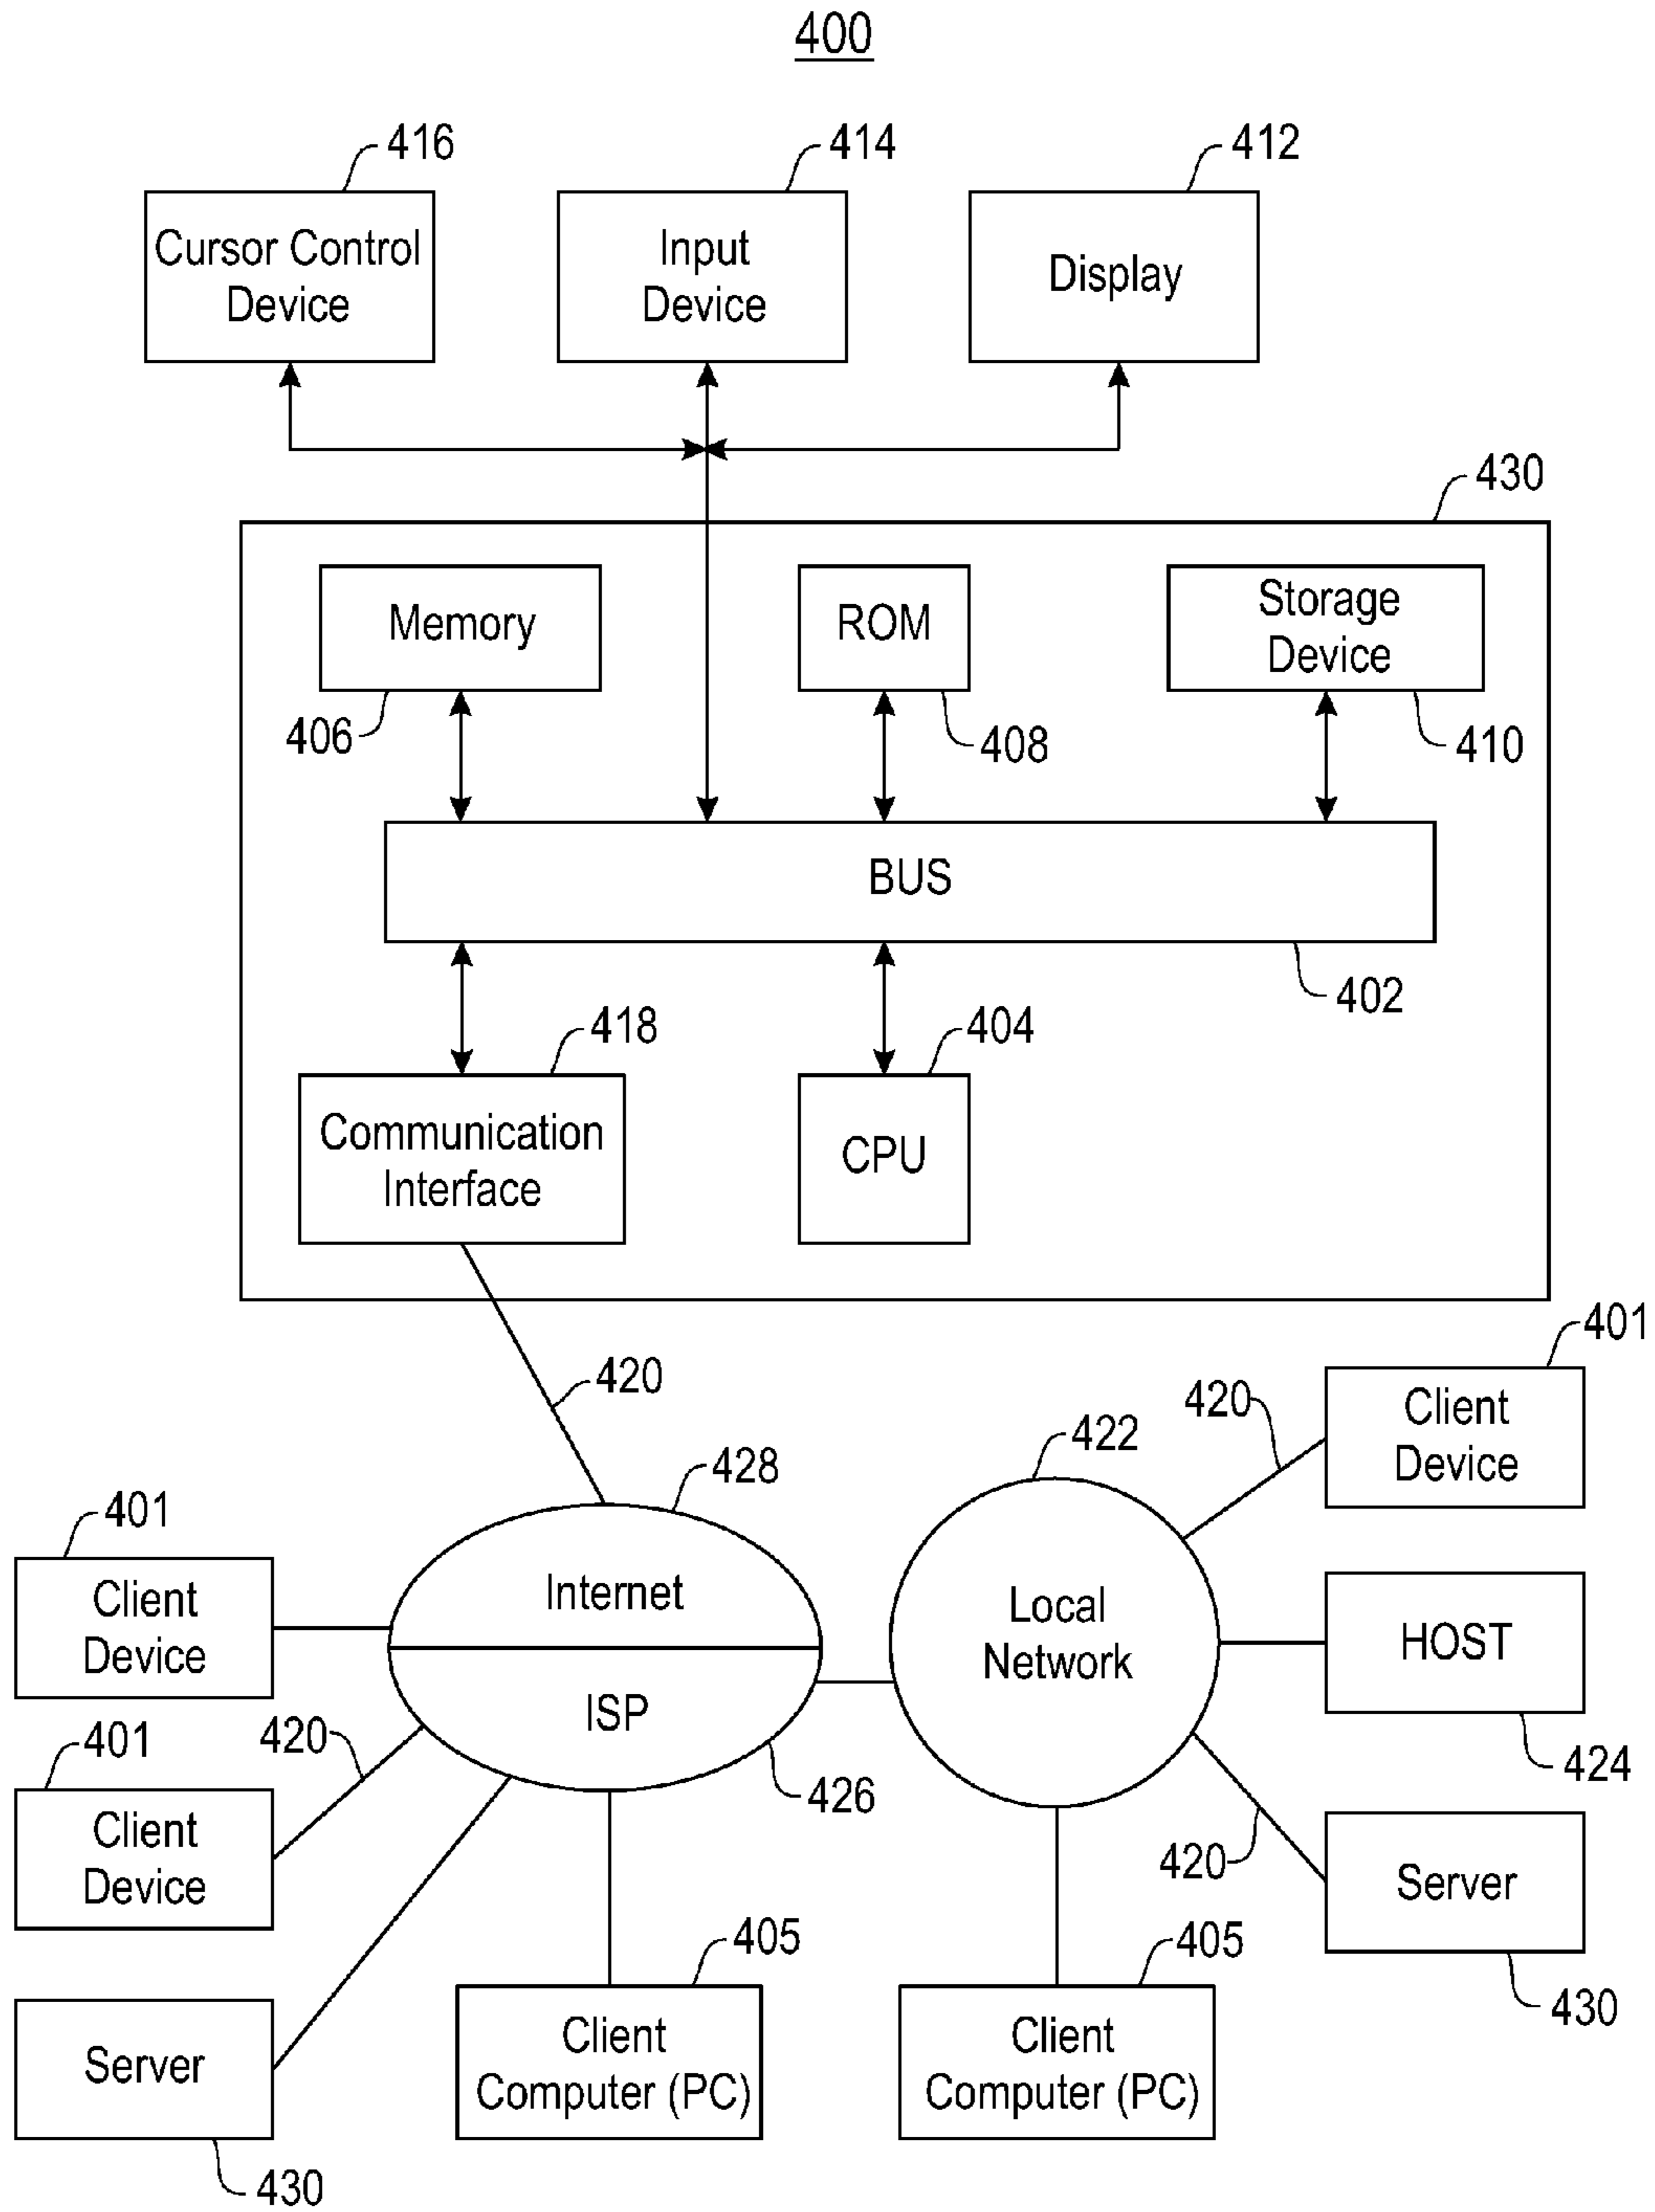 400
416
414
412
Cursor Control
Device
Input
Device
Display
430
Memory
ROM
Storage
Device
406
408
410
BUS
402
418
404
Communication
Interface
CPU
420
401
Client
Device
420
422
428
401
Client
Device
Internet
ISP
Local
Network
HOST
424
401
420
426
Client
Device
420
Server
430
405
405
Server
430
Client
Computer (PC)
Client
Computer (PC)